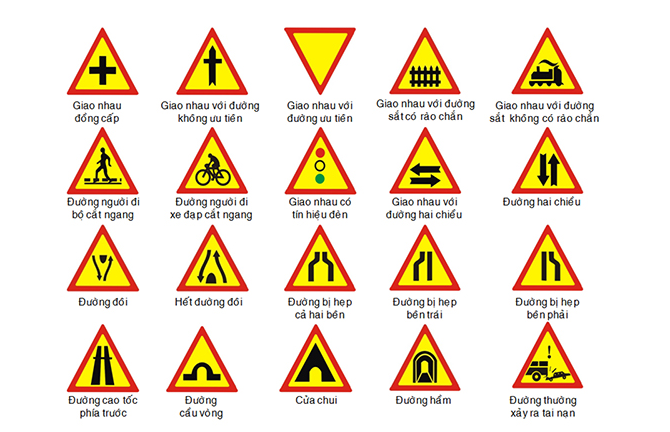 Giao nhau
đồng cấp
Giao nhau với đường
không ưu tiên
Giao nhau với
đường ưu tiên
Giao nhau với đường
sắt có rào chắn
Giao nhau với đường
sắt không có rào chắn
Đường người đi
bộ cắt ngang
Đường người đi
xe đạp cắt ngang
Giao nhau có
tín hiệu đèn
Giao nhau với
đường hai chiều
Đường hai chiều
Đường đôi
Hết đường đôi
Đường bị hẹp
cả hai bên
Đường bị hẹp
bên trái
Đường bị hẹp
bên phải
Đường cao tốc
phía trước
Đường
cầu vồng
Cửa chui
Đường hầm
Đường thường
xảy ra tai nạn